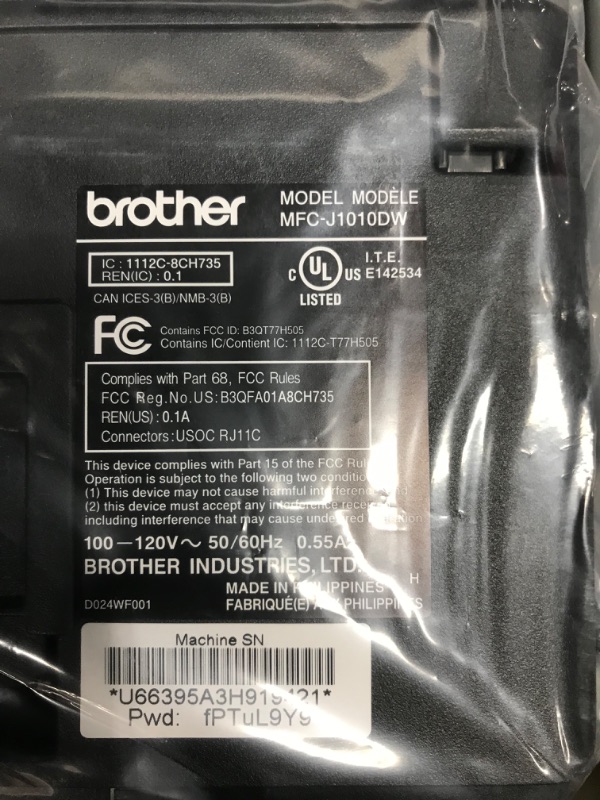 brother
MODEL MODÈLE
MFC-J1010DW
IC : 1112C-8CH735
REN(IC) : 0.1
CAN ICES-3(B)/NMB-3(B)
C UL US
LISTED
I.T.E.
E142534
FC Contains FCC ID: B3QT77H505
Contains IC/Contient IC: 1112C-T77H505
Complies with Part 68, FCC Rules
FCC Reg.No.US: B3QFA01A8CH735
REN(US): 0.1A
Connectors: USOC RJ11C
This device complies with Part 15 of the FCC
Operation is subject to the following two
(1) This device may not cause harmful interference
(2) this device must accept any interference
including interference that may cause
100—120V~ 50/60Hz 0.55A
BROTHER INDUSTRIES, LTD.
MADE IN PHILIPPINES H
D024WF001 FABRIQUÉ(E) PHILIPPINES
Machine SN
Pwd: